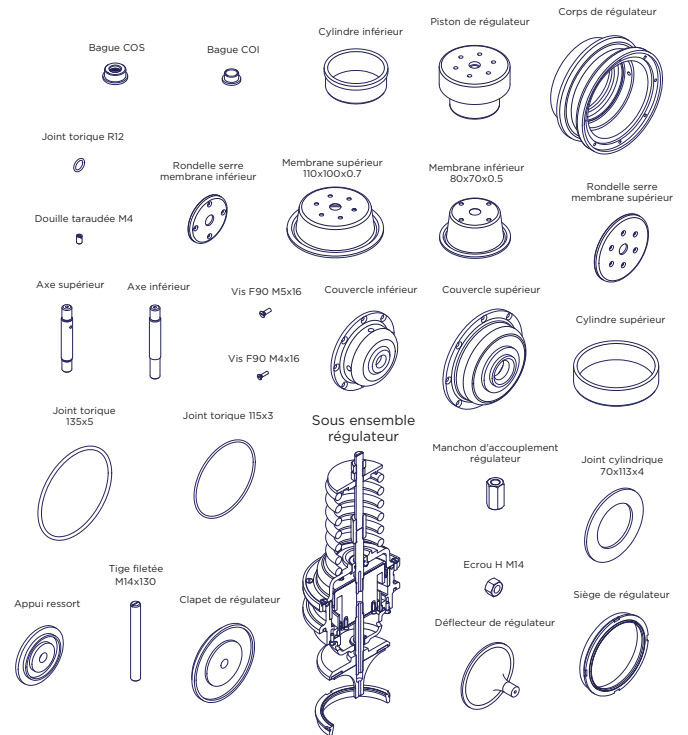 Corps de régulateur
Piston de régulateur
Cylindre inférieur
Bague COS
Bague COI
Joint torique R12
Rondelle serre
membrane inférieur
Membrane supérieur
110x100x0.7
Membrane inférieur
80x70x0.5
Rondelle serre
membrane supérieur
Douille taraudée M4
Axe supérieur
Axe inférieur
Vis F90 M5x16
Couvercle inférieur
Couvercle supérieur
Cylindre supérieur
Vis F90 M4x16
Joint torique
135x5
Joint torique 115x3
Sous ensemble
régulateur
Manchon d'accouplement
régulateur
Joint cylindrique
70x113x4
Tige filetée
M14x130
Ecrou H M14
Appui ressort
Clapet de régulateur
Déflecteur de régulateur
Siège de régulateur